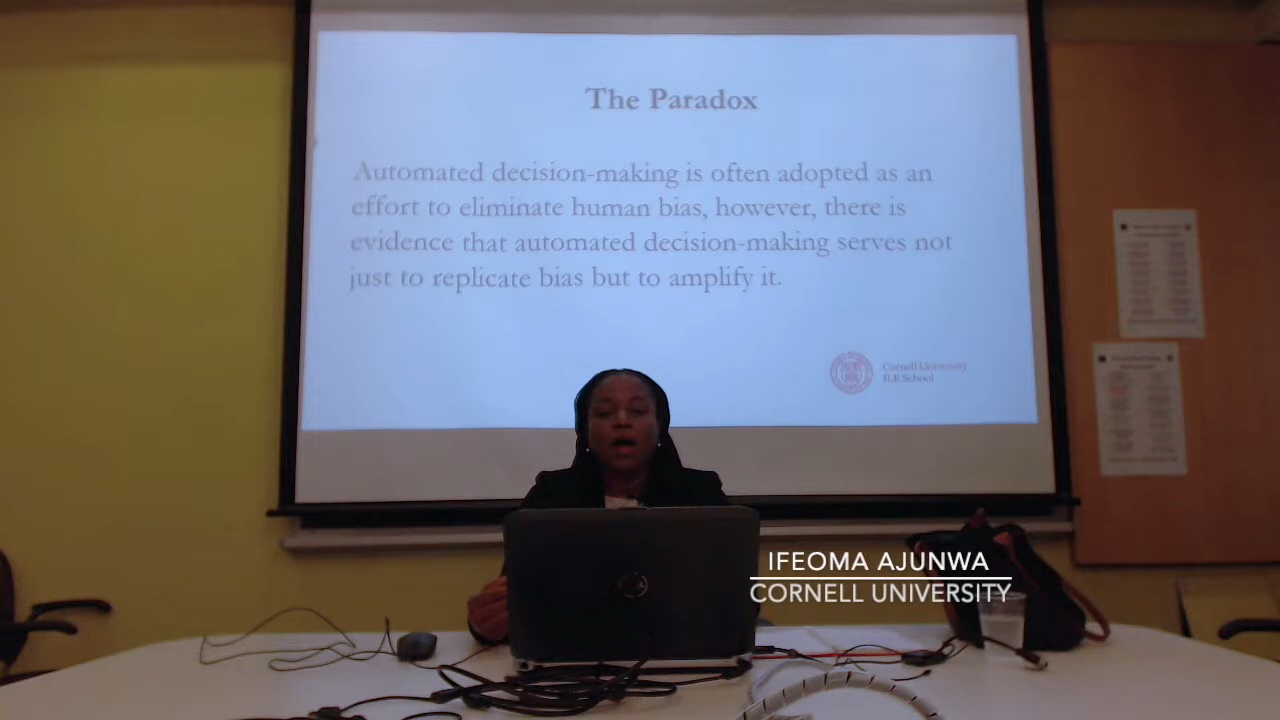 The Paradox
Automated decision-making is often adopted as an
effort to eliminate human bias, however, there is
evidence that automated decision-making serves not
just to replicate bias but to amplify it.
Cornell University
ILR School
IFEOMA AJUNWA
CORNELL UNIVERSITY